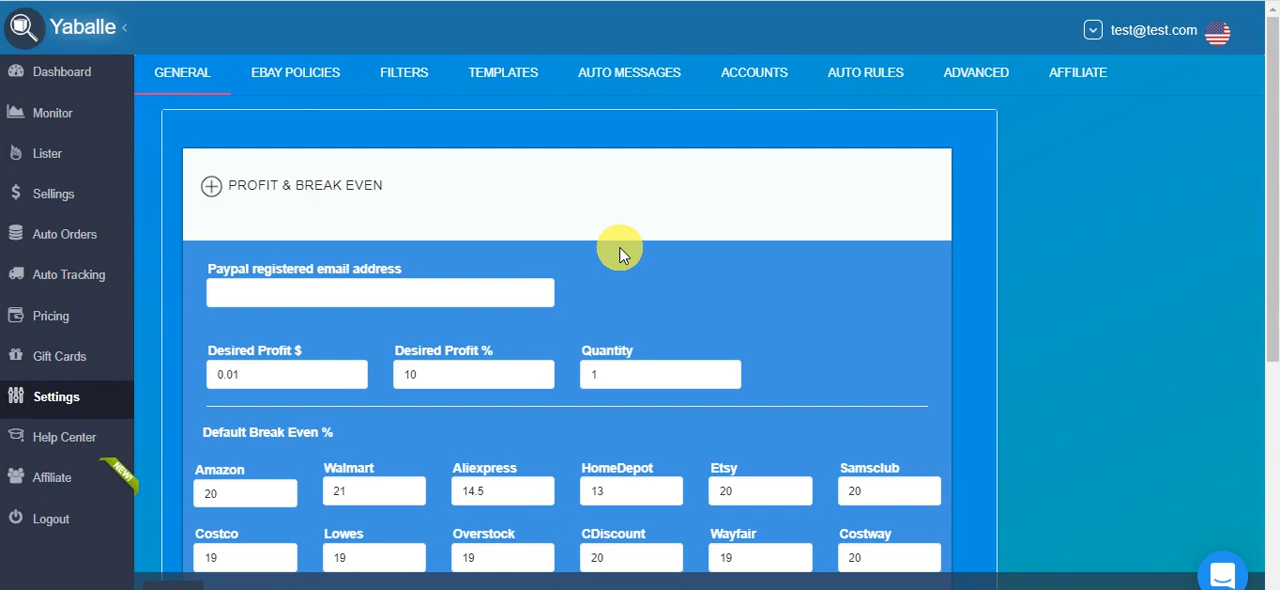 Yaballe
test@test.com
Dashboard
Monitor
Lister
Sellings
Auto Orders
Auto Tracking
Pricing
Gift Cards
Settings
Help Center
Affiliate
NEW!
Logout
GENERAL EBAY POLICIES FILTERS TEMPLATES AUTO MESSAGES ACCOUNTS AUTO RULES ADVANCED AFFILIATE
PROFIT & BREAK EVEN
Paypal registered email address
Desired Profit $ Desired Profit % Quantity
0.01 10 1
Default Break Even %
Amazon Walmart Aliexpress HomeDepot Etsy Samsclub
20 21 14.5 13 20 20
Costco Lowes Overstock CDiscount Wayfair Costway
19 19 19 20 19 20